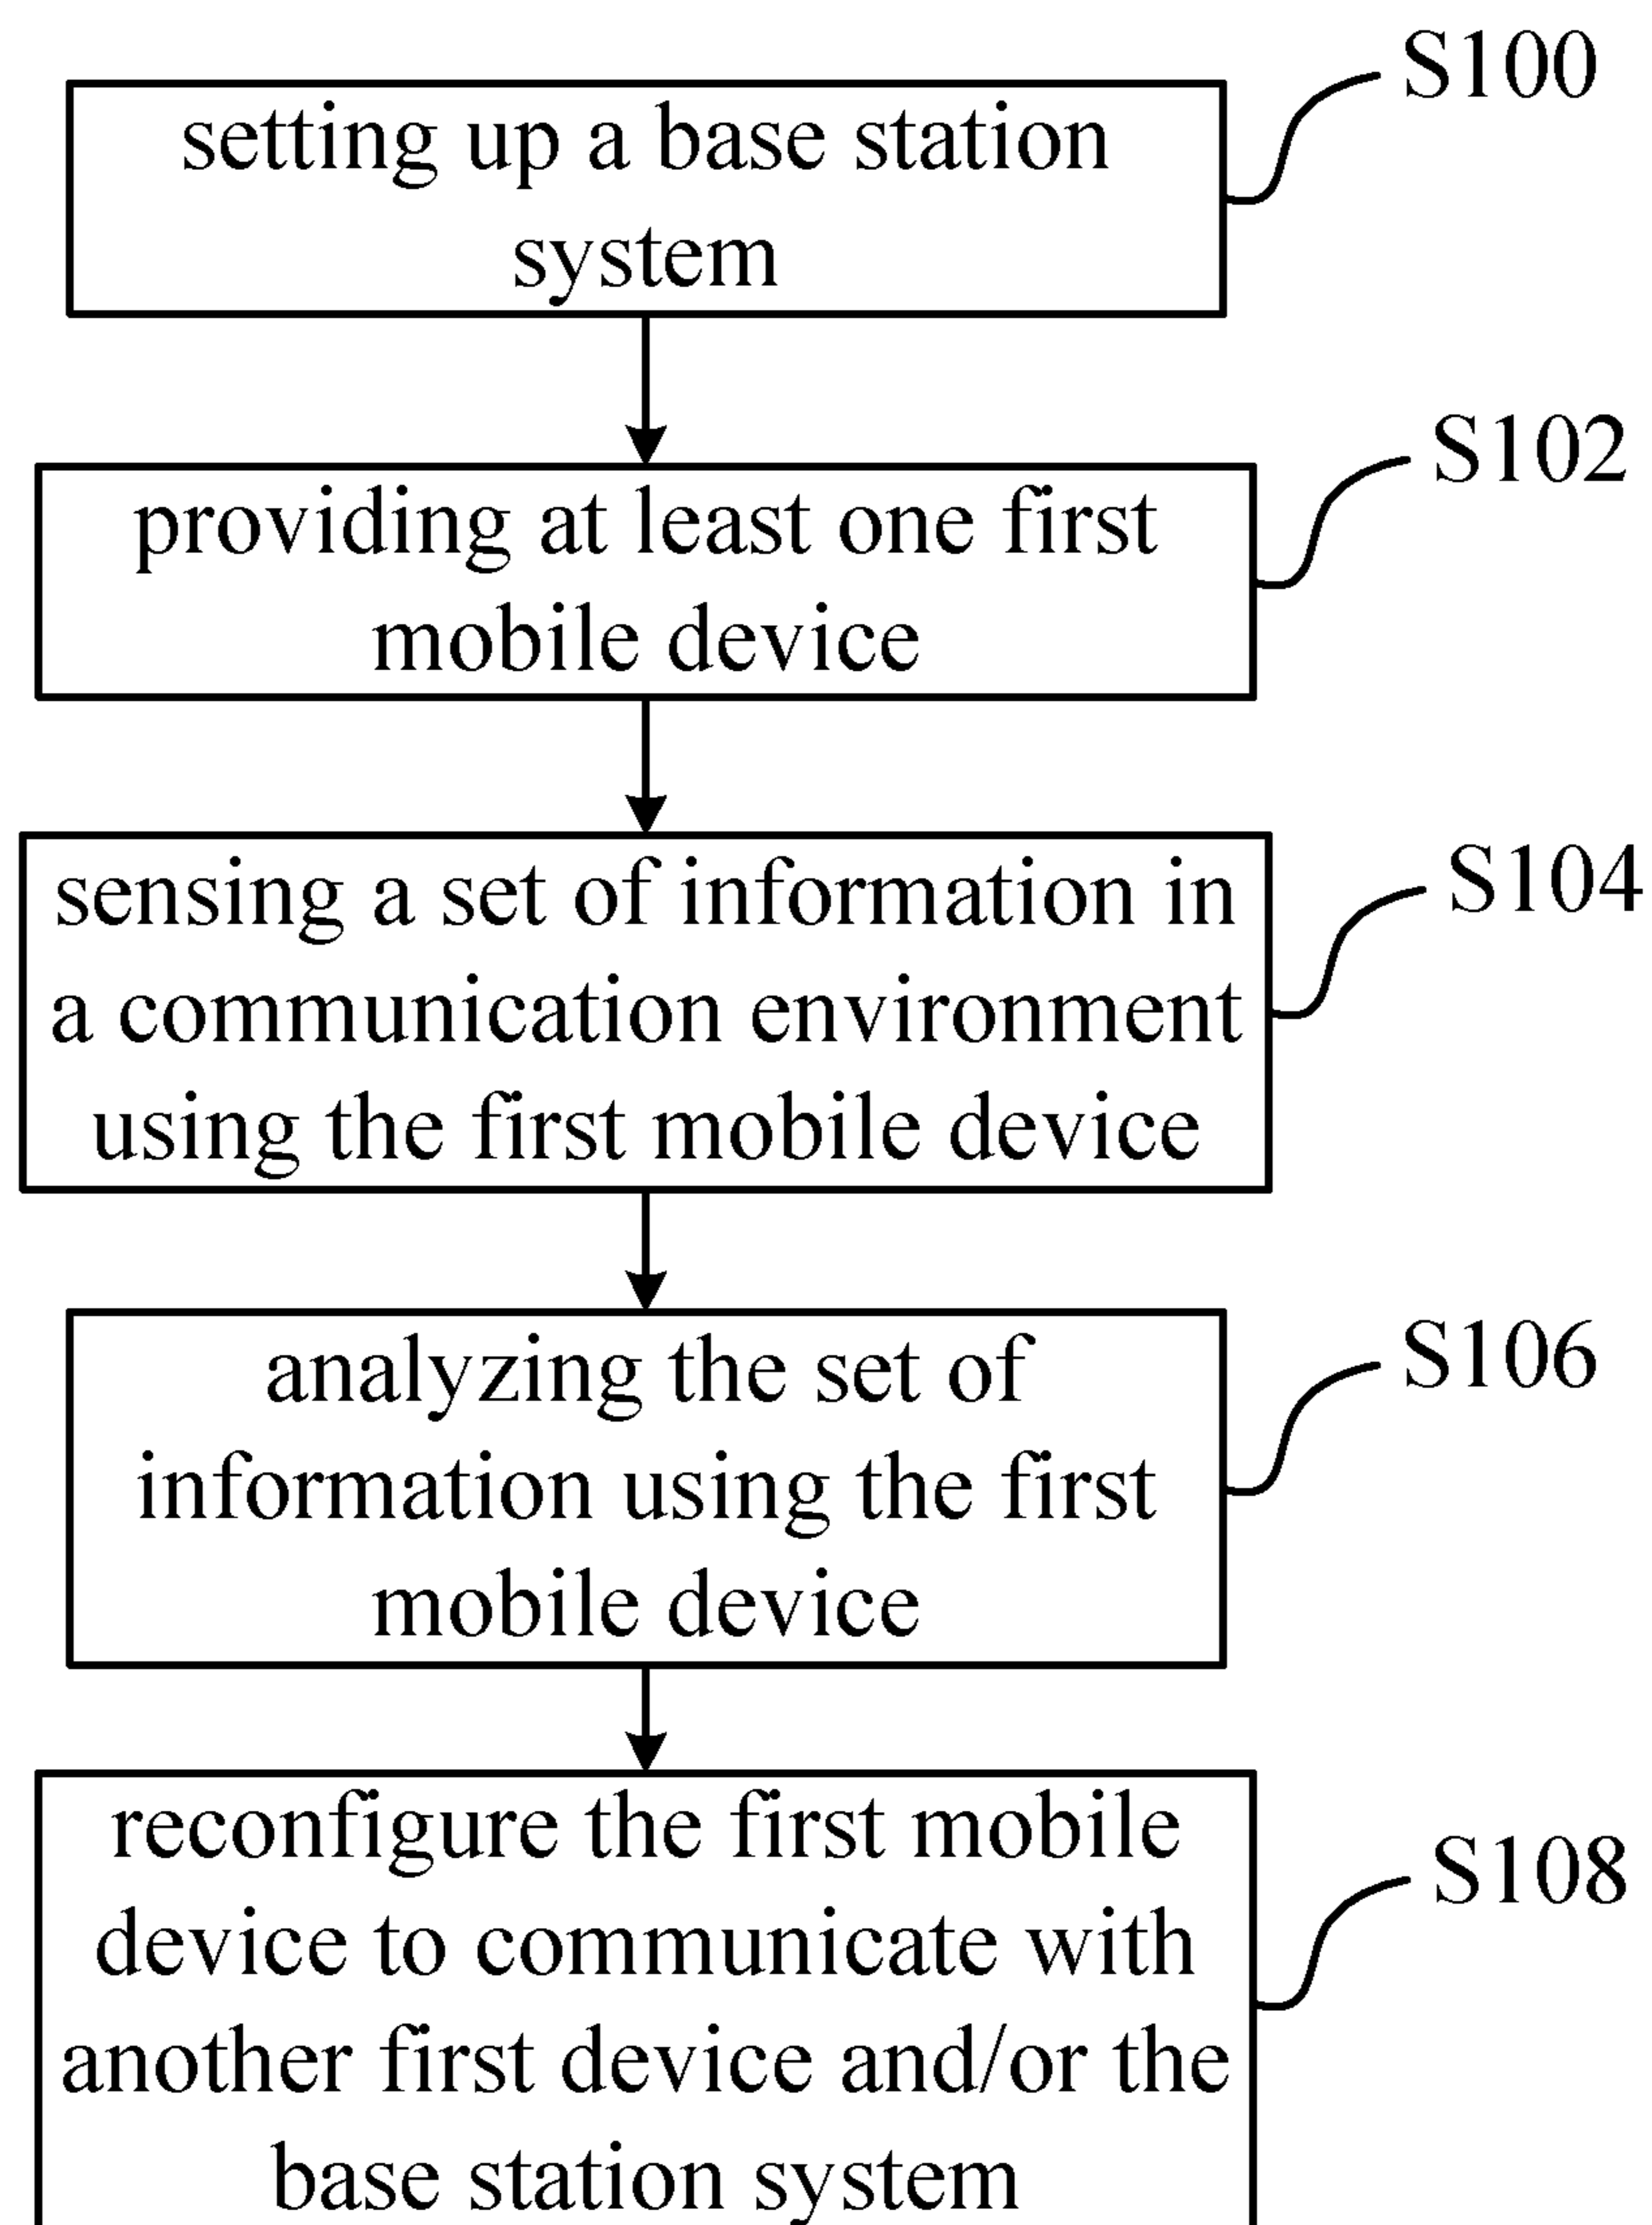 S100
setting up a base station
system
S102
providing at least one first
mobile device
S104
sensing a set of information in
a communication environment
using the first mobile device
S106
analyzing the set of
information using the first
mobile device
S108
reconfigure the first mobile
device to communicate with
another first device and/or the
base station system